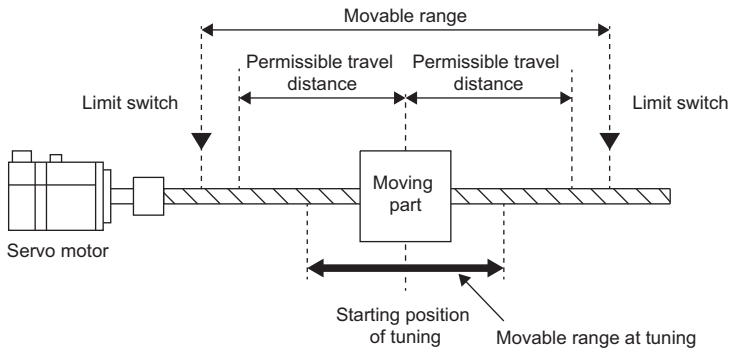 Movable range
Permissible travel
distance
Permissible travel
distance
Limit switch
Limit switch
Moving
part
Servo motor
Starting position
of tuning
Movable range at tuning